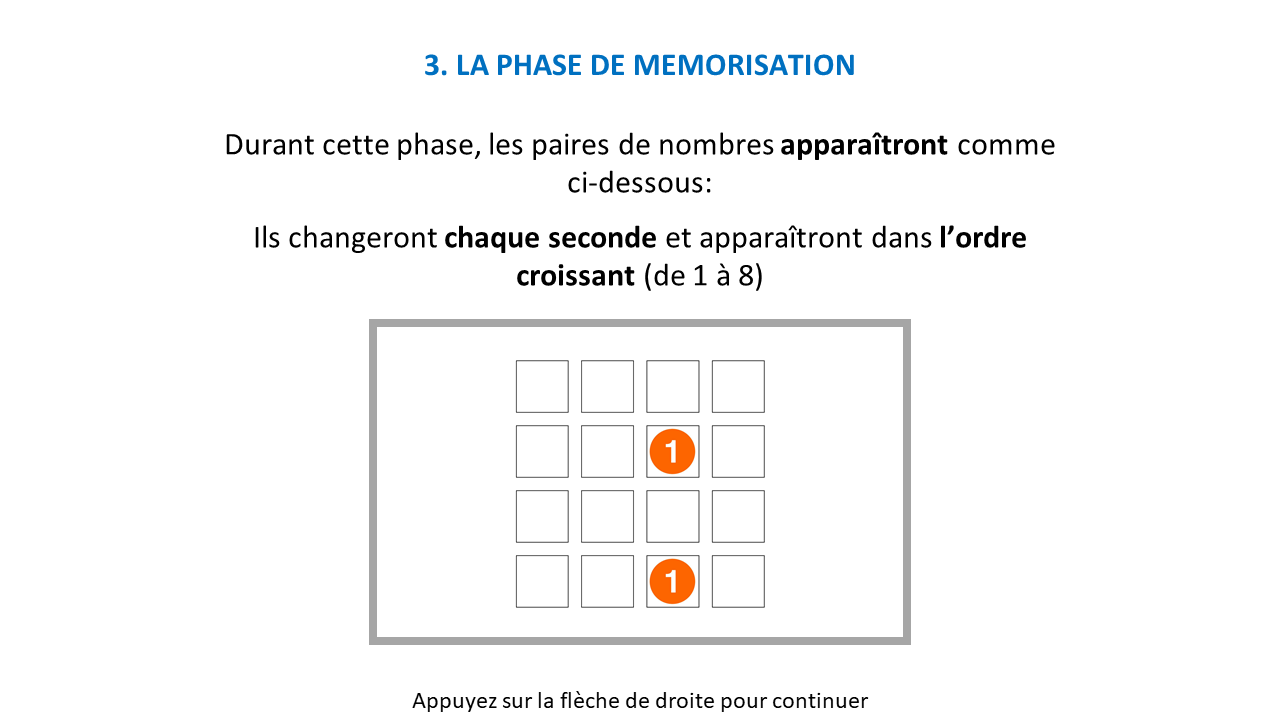 3. LA PHASE DE MEMORISATION
Durant cette phase, les paires de nombres apparaîtront comme
ci-dessous:
Ils changeront chaque seconde et apparaîtront dans l’ordre
croissant (de 1 à 8)
1
1
Appuyez sur la flèche de droite pour continuer